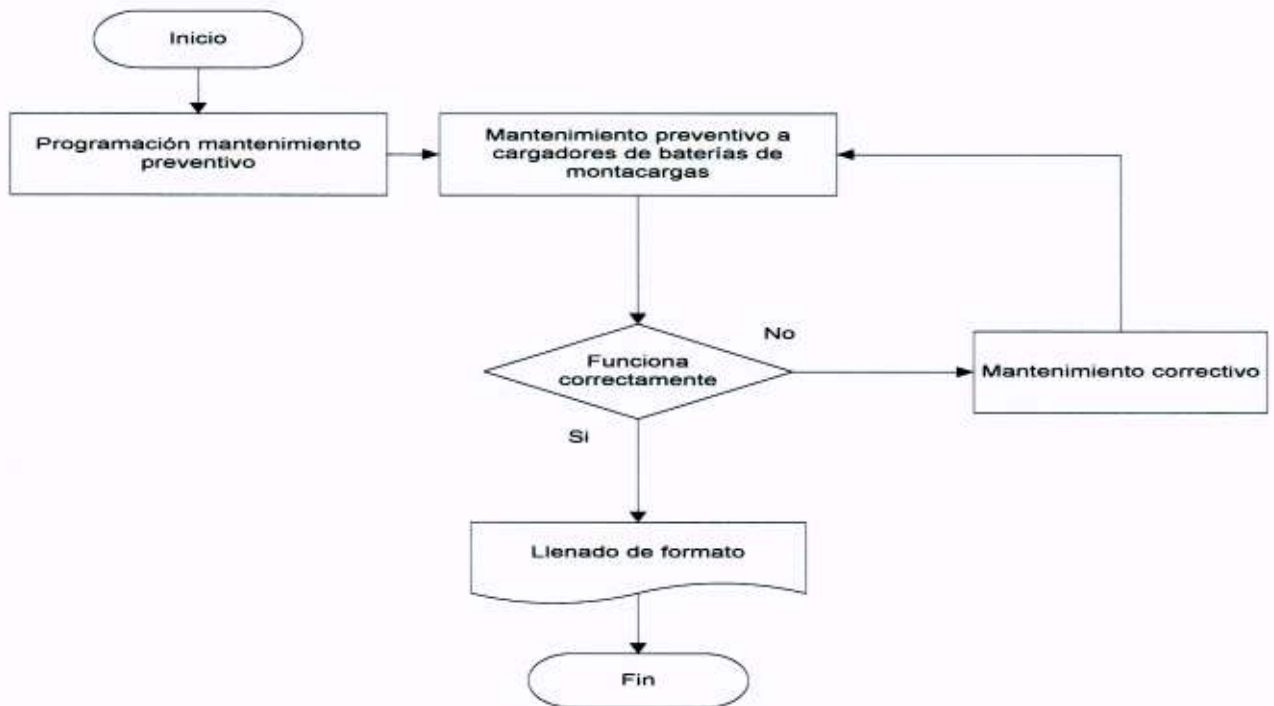 Inicio
Programación mantenimiento
preventivo
Mantenimiento preventivo a
cargadores de baterías de
montacargas
Funciona
correctamente
No
Mantenimiento correctivo
Si
Llenado de formato
Fin